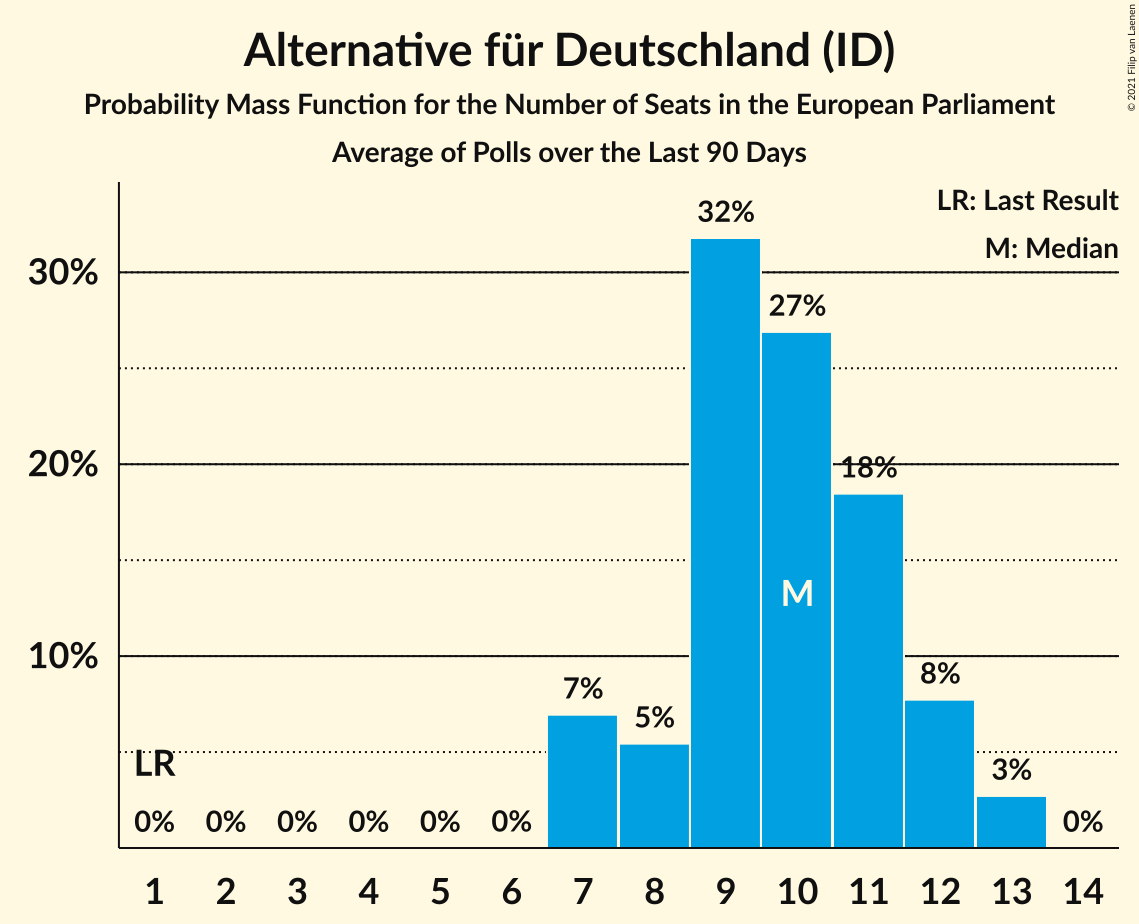 Alternative für Deutschland (ID)
Probability Mass Function for the Number of Seats in the European Parliament
Average of Polls over the Last 90 Days
© 2021 Filip van Laenen
LR: Last Result
M: Median
32%
30%
27%
20%
18%
M
10%
8%
7%
5%
3%
LR
0% 0% 0% 0% 0% 0% 0%
1 2 3 4 5 6 7 8 9 10 11 12 13 14